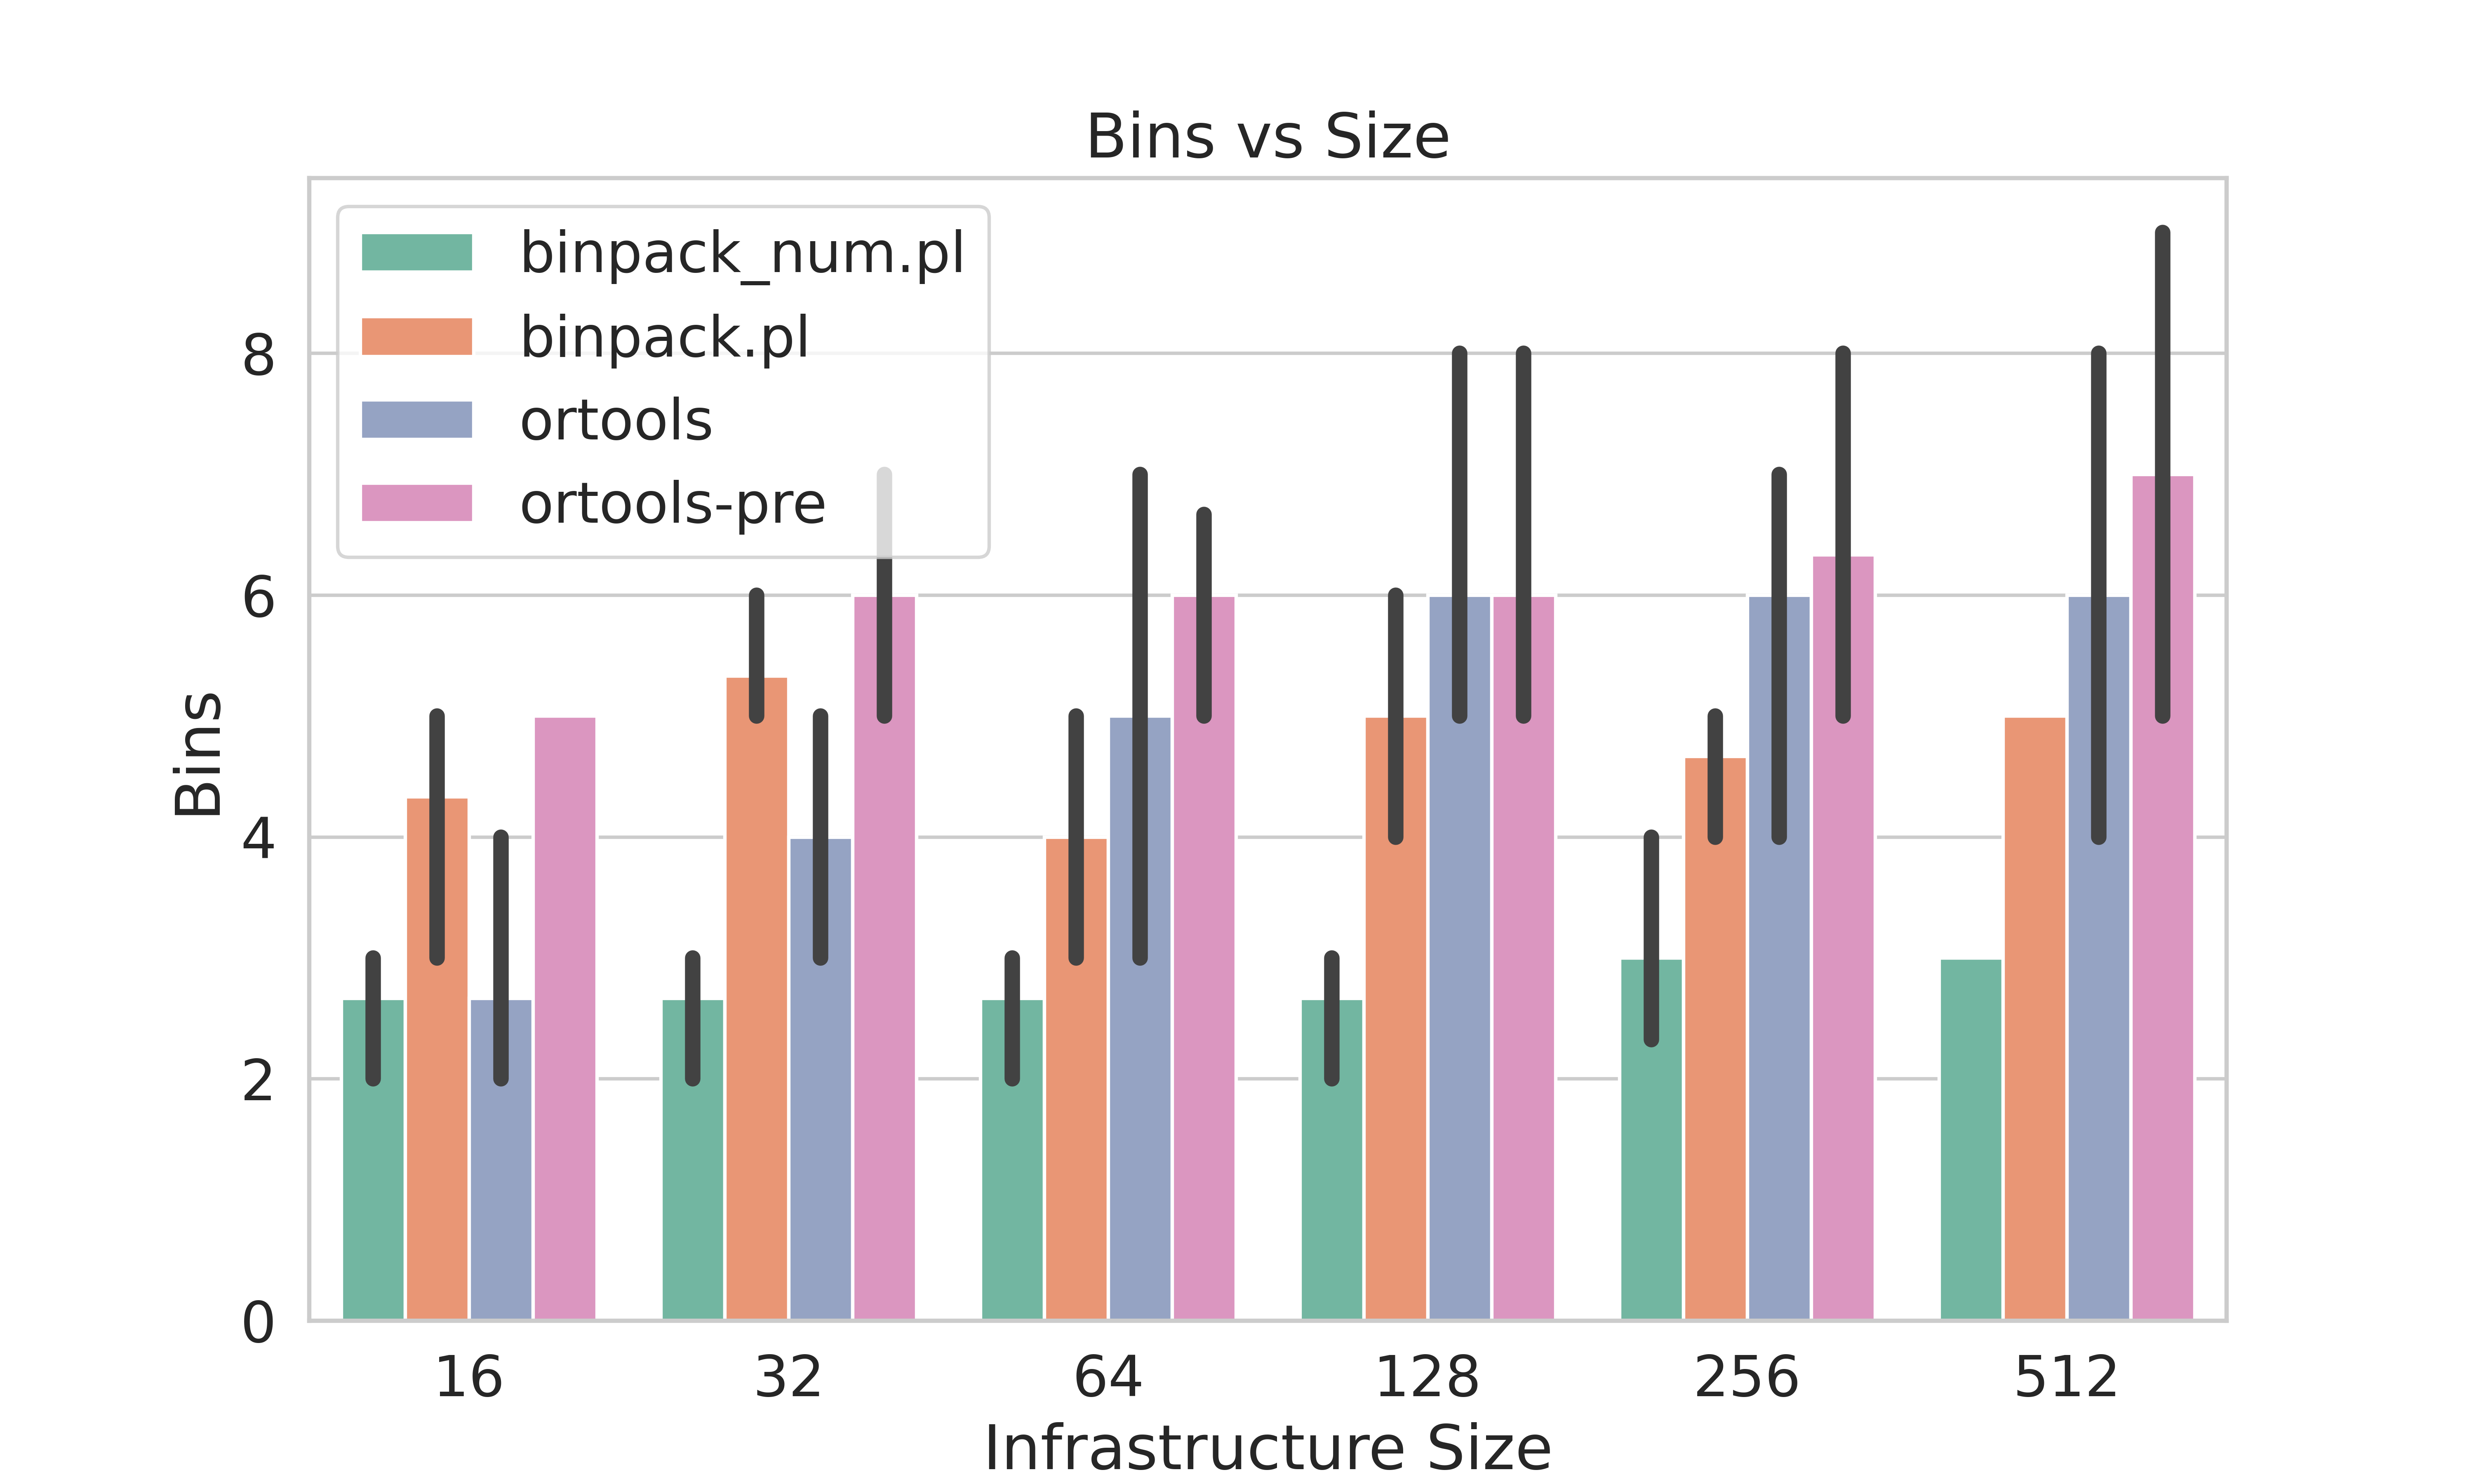 Bins vs Size
binpack_num.pl
binpack.pl
ortools
ortools-pre
8
6
4
2
0
Bins
16 32 64 128 256 512
Infrastructure Size